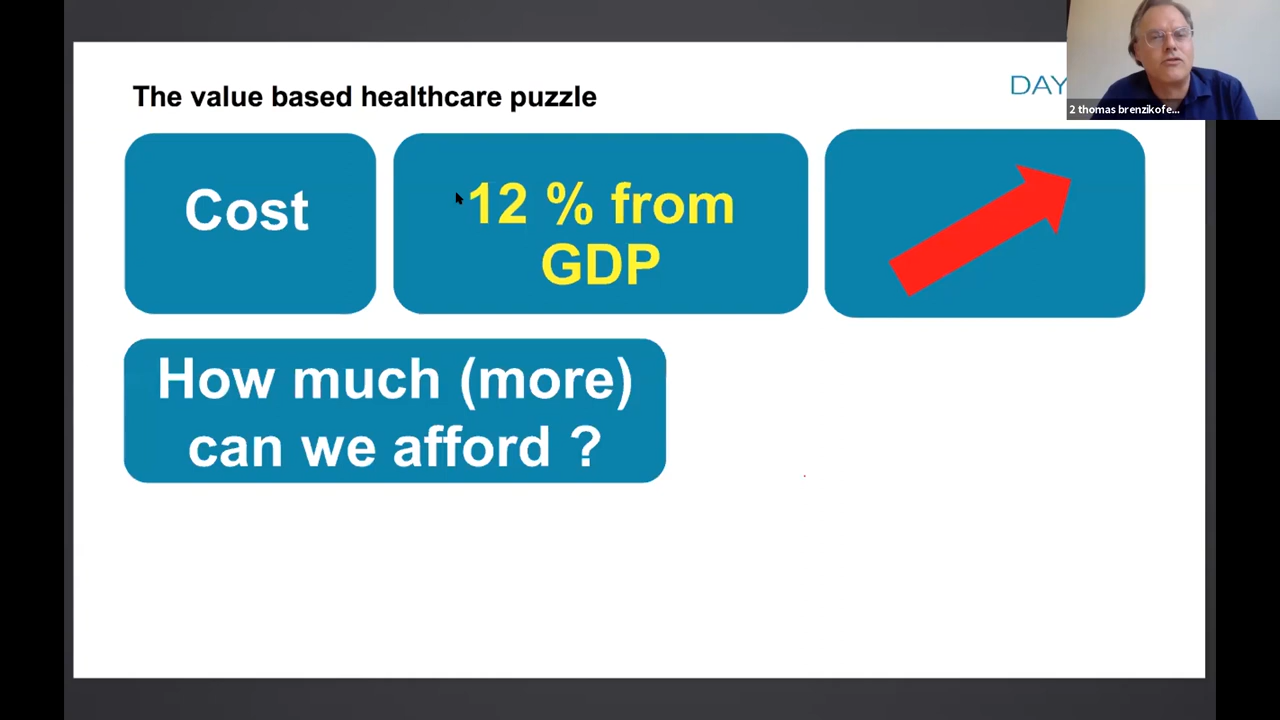 The value based healthcare puzzle
DAY
2 thomas brenzikofe...
Cost
12 % from
GDP
How much (more)
can we afford ?